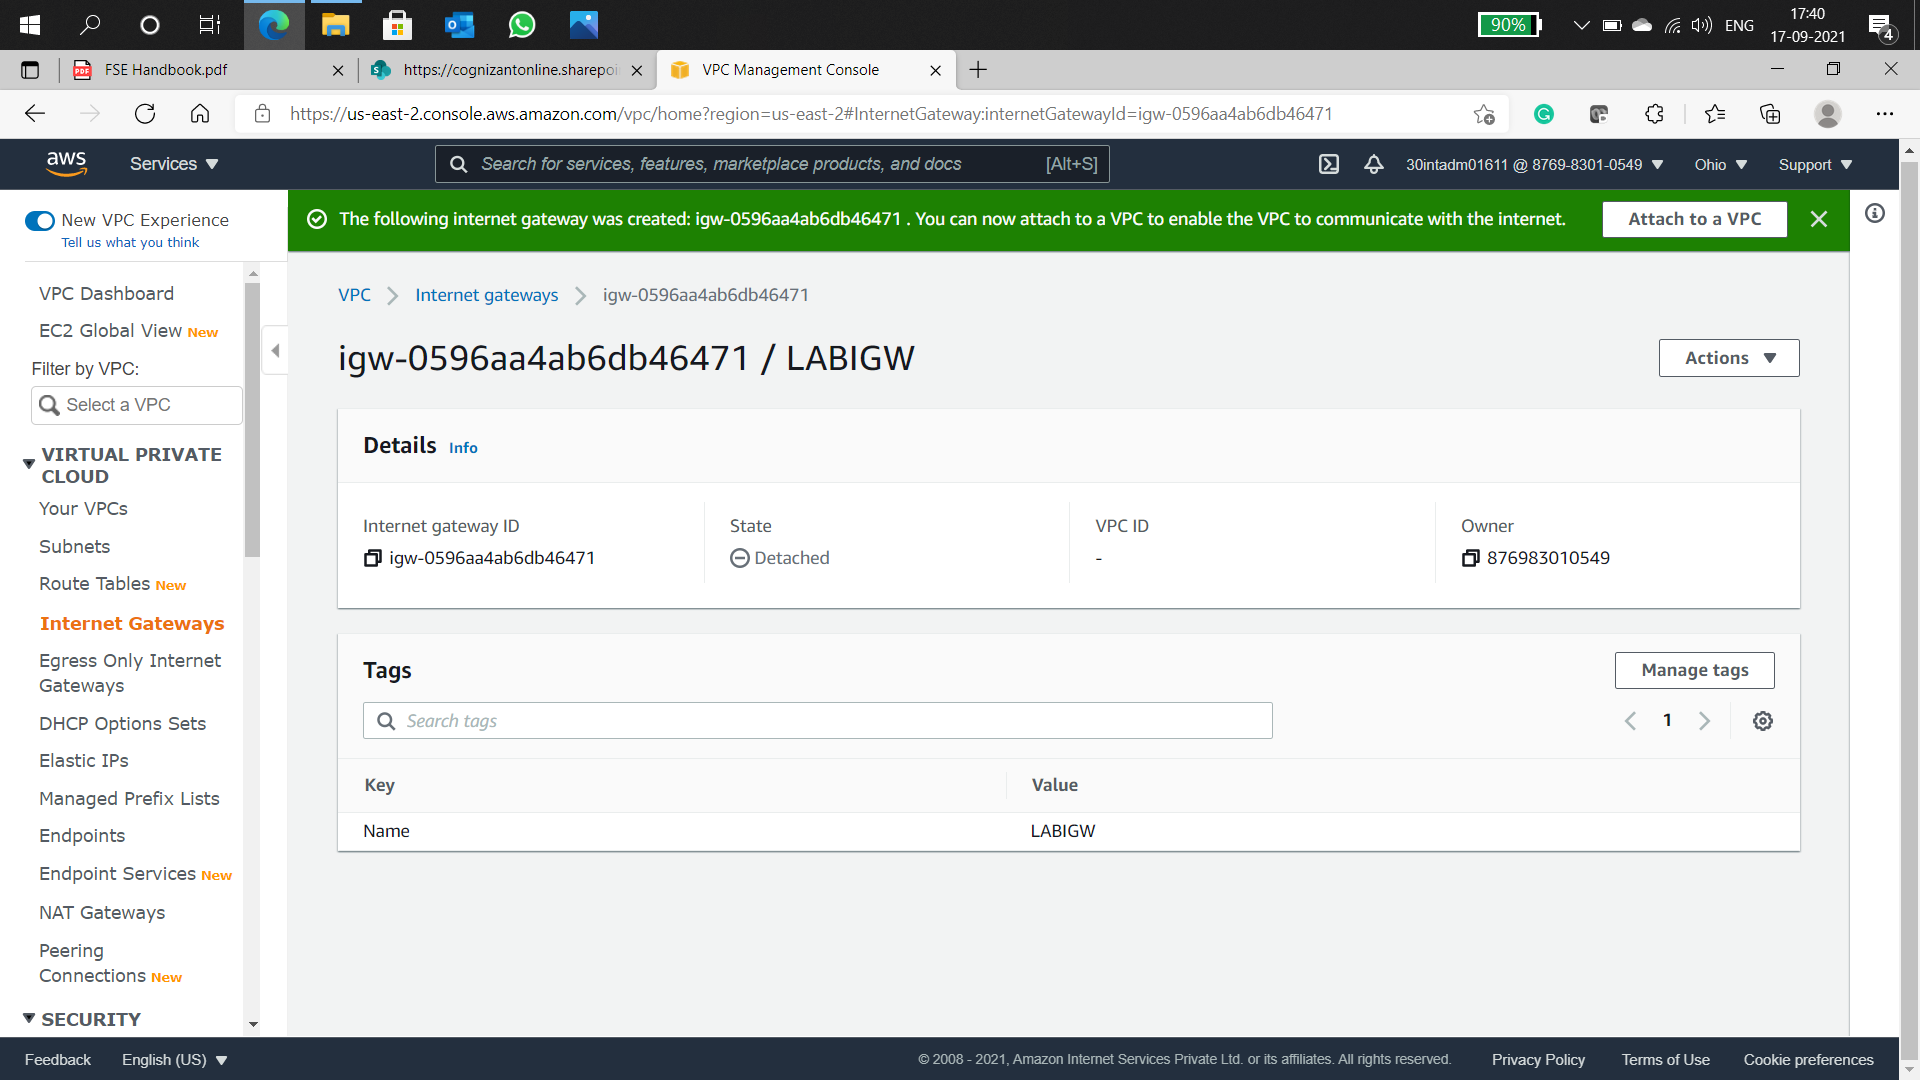 90%
ENG
17:40
17-09-2021
4
FSE Handbook.pdf
https://cognizantonline.sharepoi
VPC Management Console
https://us-east-2.console.aws.amazon.com/vpc/home?region=us-east-2#InternetGateway:internetGatewayId=igw-0596aa4ab6db46471
aws
Services
Search for services, features, marketplace products, and docs
[Alt+S]
30intadm01611 @ 8769-8301-0549
Ohio
Support
New VPC Experience
Tell us what you think
The following internet gateway was created: igw-0596aa4ab6db46471 . You can now attach to a VPC to enable the VPC to communicate with the internet.
Attach to a VPC
VPC Dashboard
EC2 Global View New
Filter by VPC:
Select a VPC
VIRTUAL PRIVATE
CLOUD
Your VPCs
Subnets
Route Tables New
Internet Gateways
Egress Only Internet
Gateways
DHCP Options Sets
Elastic IPs
Managed Prefix Lists
Endpoints
Endpoint Services New
NAT Gateways
Peering
Connections New
SECURITY
VPC
Internet gateways
igw-0596aa4ab6db46471
igw-0596aa4ab6db46471 / LABIGW
Actions
Details Info
Internet gateway ID
igw-0596aa4ab6db46471
State
Detached
VPC ID
-
Owner
876983010549
Tags
Manage tags
Search tags
1
Key
Value
Name
LABIGW
Feedback
English (US)
© 2008 - 2021, Amazon Internet Services Private Ltd. or its affiliates. All rights reserved.
Privacy Policy
Terms of Use
Cookie preferences